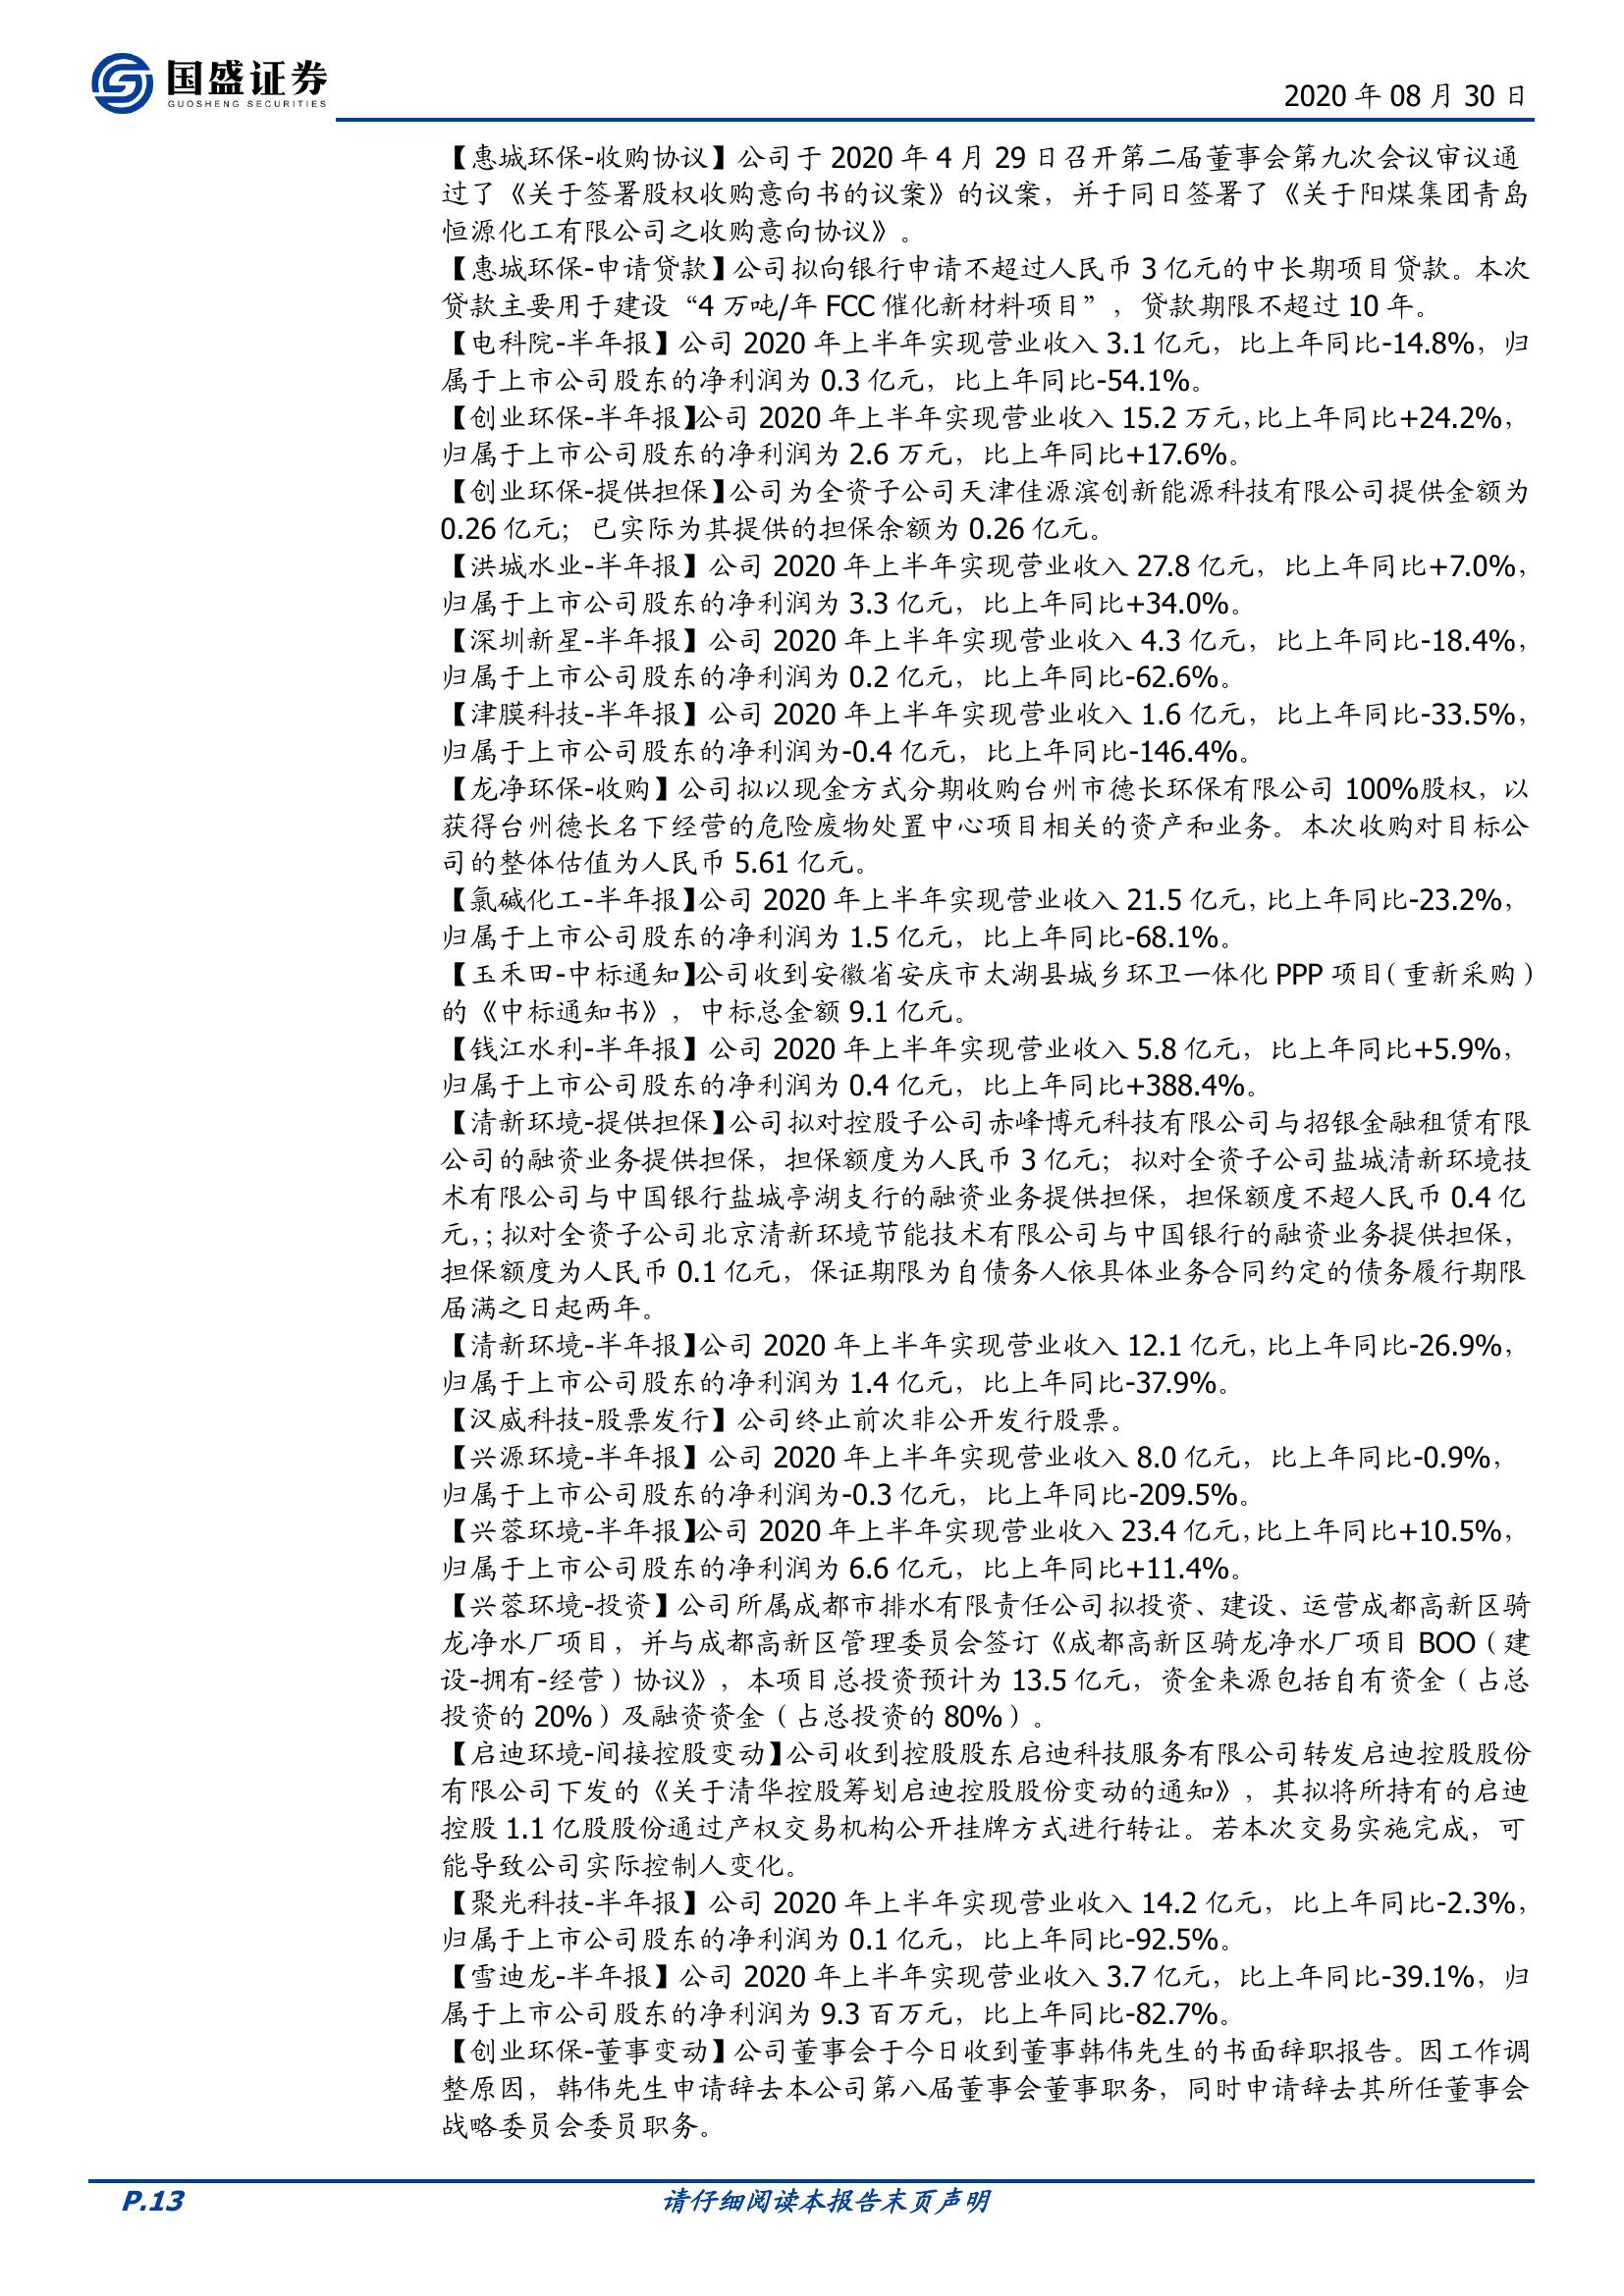 国盛证券
GUOSHENG SECURITIES
2020 年 08 月 30 日
【惠城环保-收购协议】公司于 2020 年 4 月 29 日召开第二届董事会第九次会议审议通
过了《关于签署股权收购意向书的议案》的议案，并于同日签署了《关于阳煤集团青岛
恒源化工有限公司之收购意向协议》。
【惠城环保-申请贷款】公司拟向银行申请不超过人民币 3 亿元的中长期项目贷款。本次
贷款主要用于建设“4 万吨/年 FCC 催化新材料项目”，贷款期限不超过 10 年。
【电科院-半年报】公司 2020 年上半年实现营业收入 3.1 亿元，比上年同比-14.8%，归
属于上市公司股东的净利润为 0.3 亿元，比上年同比-54.1%。
【创业环保-半年报】公司 2020 年上半年实现营业收入 15.2 万元，比上年同比+24.2%，
归属于上市公司股东的净利润为 2.6 万元，比上年同比+17.6%。
【创业环保-提供担保】公司为全资子公司天津佳源滨创新能源科技有限公司提供金额为
0.26 亿元；已实际为其提供的担保余额为 0.26 亿元。
【洪城水业-半年报】公司 2020 年上半年实现营业收入 27.8 亿元，比上年同比+7.0%，
归属于上市公司股东的净利润为 3.3 亿元，比上年同比+34.0%。
【深圳新星-半年报】公司 2020 年上半年实现营业收入 4.3 亿元，比上年同比-18.4%，
归属于上市公司股东的净利润为 0.2 亿元，比上年同比-62.6%。
【津膜科技-半年报】公司 2020 年上半年实现营业收入 1.6 亿元，比上年同比-33.5%，
归属于上市公司股东的净利润为-0.4 亿元，比上年同比-146.4%。
【龙净环保-收购】公司拟以现金方式分期收购台州市德长环保有限公司 100%股权，以
获得台州德长名下经营的危险废物处置中心项目相关的资产和业务。本次收购对目标公
司的整体估值为人民币 5.61 亿元。
【氯碱化工-半年报】公司 2020 年上半年实现营业收入 21.5 亿元，比上年同比-23.2%，
归属于上市公司股东的净利润为 1.5 亿元，比上年同比-68.1%。
【玉禾田-中标通知】公司收到安徽省安庆市太湖县城乡环卫一体化 PPP 项目（重新采购）
的《中标通知书》，中标总金额 9.1 亿元。
【钱江水利-半年报】公司 2020 年上半年实现营业收入 5.8 亿元，比上年同比+5.9%，
归属于上市公司股东的净利润为 0.4 亿元，比上年同比+388.4%。
【清新环境-提供担保】公司拟对控股子公司赤峰博元科技有限公司与招银金融租赁有限
公司的融资业务提供担保，担保额度为人民币 3 亿元；拟对全资子公司盐城清新环境技
术有限公司与中国银行盐城亭湖支行的融资业务提供担保，担保额度不超人民币 0.4 亿
元，；拟对全资子公司北京清新环境节能技术有限公司与中国银行的融资业务提供担保，
担保额度为人民币 0.1 亿元，保证期限为自债务人依具体业务合同约定的债务履行期限
届满之日起两年。
【清新环境-半年报】公司 2020 年上半年实现营业收入 12.1 亿元，比上年同比-26.9%，
归属于上市公司股东的净利润为 1.4 亿元，比上年同比-37.9%。
【汉威科技-股票发行】公司终止前次非公开发行股票。
【兴源环境-半年报】公司 2020 年上半年实现营业收入 8.0 亿元，比上年同比-0.9%，
归属于上市公司股东的净利润为-0.3 亿元，比上年同比-209.5%。
【兴蓉环境-半年报】公司 2020 年上半年实现营业收入 23.4 亿元，比上年同比+10.5%，
归属于上市公司股东的净利润为 6.6 亿元，比上年同比+11.4%。
【兴蓉环境-投资】公司所属成都市排水有限责任公司拟投资、建设、运营成都高新区骑
龙净水厂项目，并与成都高新区管理委员会签订《成都高新区骑龙净水厂项目 BOO（建
设-拥有-经营）协议》，本项目总投资预计为 13.5 亿元，资金来源包括自有资金（占总
投资的 20%）及融资资金（占总投资的 80%）。
【启迪环境-间接控股变动】公司收到控股股东启迪科技服务有限公司转发启迪控股股份
有限公司下发的《关于清华控股筹划启迪控股股份变动的通知》，其拟将所持有的启迪
控股 1.1 亿股股份通过产权交易机构公开挂牌方式进行转让。若本次交易实施完成，可
能导致公司实际控制人变化。
【聚光科技-半年报】公司 2020 年上半年实现营业收入 14.2 亿元，比上年同比-2.3%，
归属于上市公司股东的净利润为 0.1 亿元，比上年同比-92.5%。
【雪迪龙-半年报】公司 2020 年上半年实现营业收入 3.7 亿元，比上年同比-39.1%，归
属于上市公司股东的净利润为 9.3 百万元，比上年同比-82.7%。
【创业环保-董事变动】公司董事会于今日收到董事韩伟先生的书面辞职报告。因工作调
整原因，韩伟先生申请辞去本公司第八届董事会董事职务，同时申请辞去其所任董事会
战略委员会委员职务。
P.13
请仔细阅读本报告末页声明